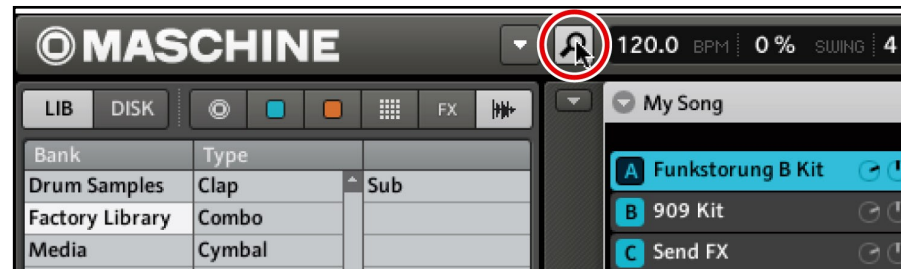 MASCHINE
120.0 BPM 0 % SWING 4
LIB DISK FX
My Song
Bank Type
Drum Samples Clap Sub
Factory Library Combo
Media Cymbal
A Funkstorung B Kit
B 909 Kit
C Send FX